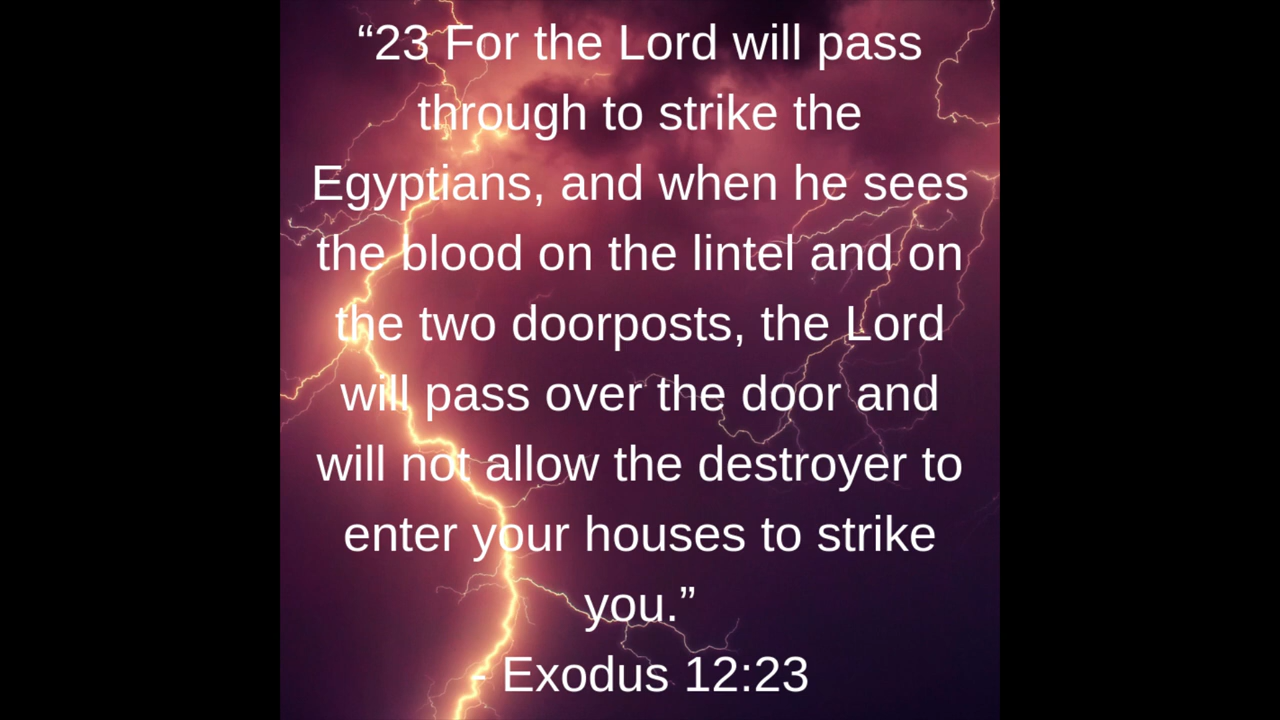 “23 For the Lord will pass
through to strike the
Egyptians, and when he sees
the blood on the lintel and on
the two doorposts, the Lord
will pass over the door and
will not allow the destroyer to
enter your houses to strike
you.”
- Exodus 12:23